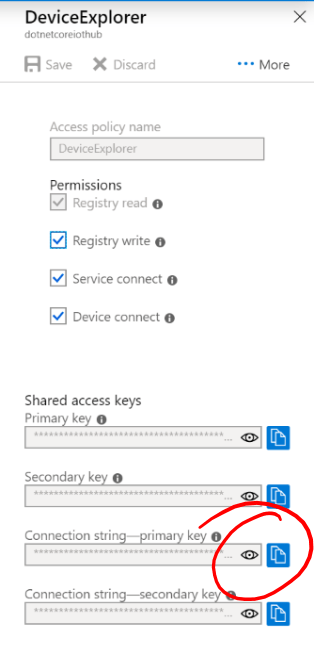 DeviceExplorer
dotnetcoreiothub
Save Discard ••• More
Access policy name
DeviceExplorer
Permissions
Registry read
Registry write
Service connect
Device connect
Shared access keys
Primary key
****************************************...
Secondary key
****************************************...
Connection string—primary key
****************************************...
Connection string—secondary key
****************************************...